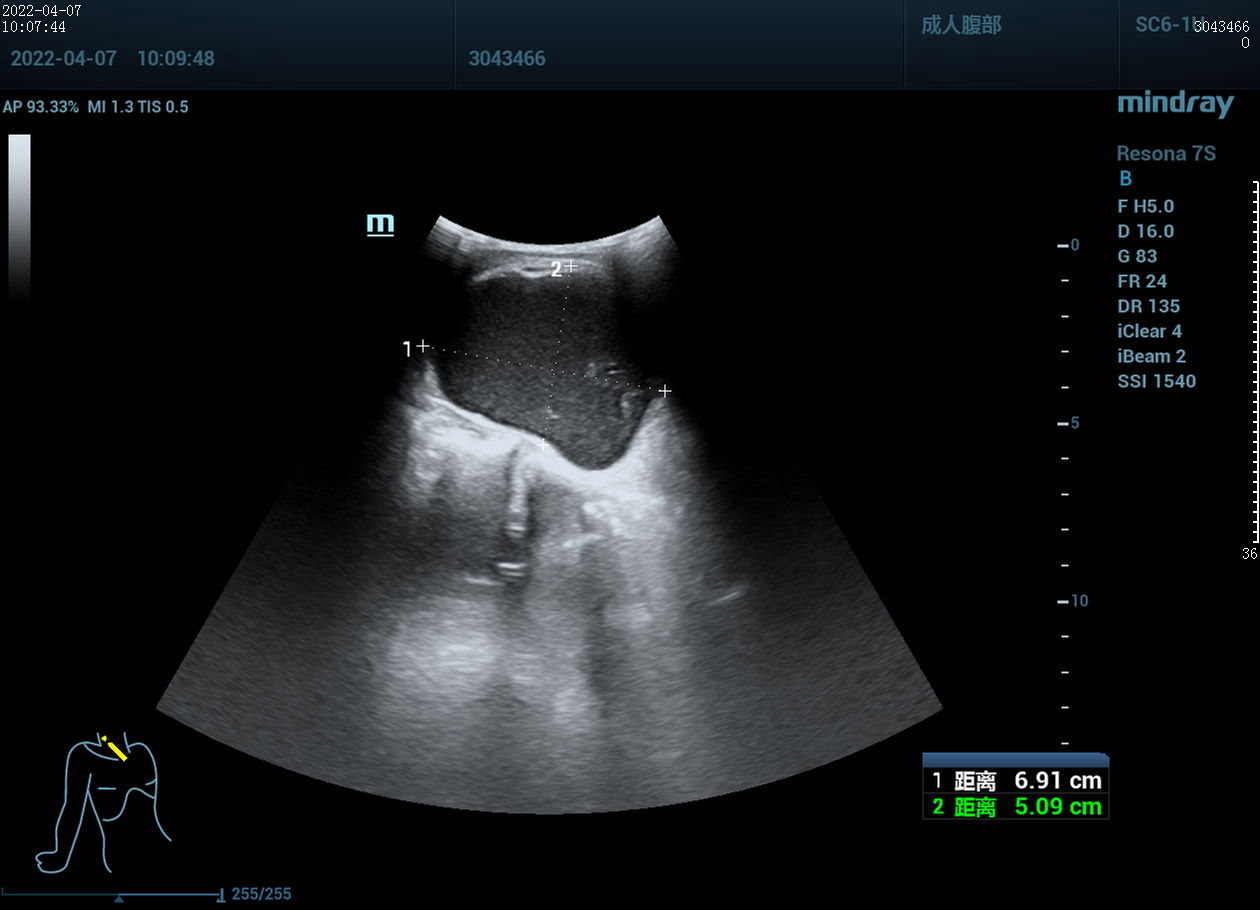 2022-04-07
10:07:44
2022-04-07 10:09:48
3043466
成人腹部
SC6-1U
3043466
0
AP 93.33% MI 1.3 TIS 0.5
mindray
Resona 7S
B
F H5.0
D 16.0
G 83
FR 24
DR 135
iClear 4
iBeam 2
SSI 1540
m
0
2
1
5
10
36
1 距离 6.91 cm
2 距离 5.09 cm
255/255